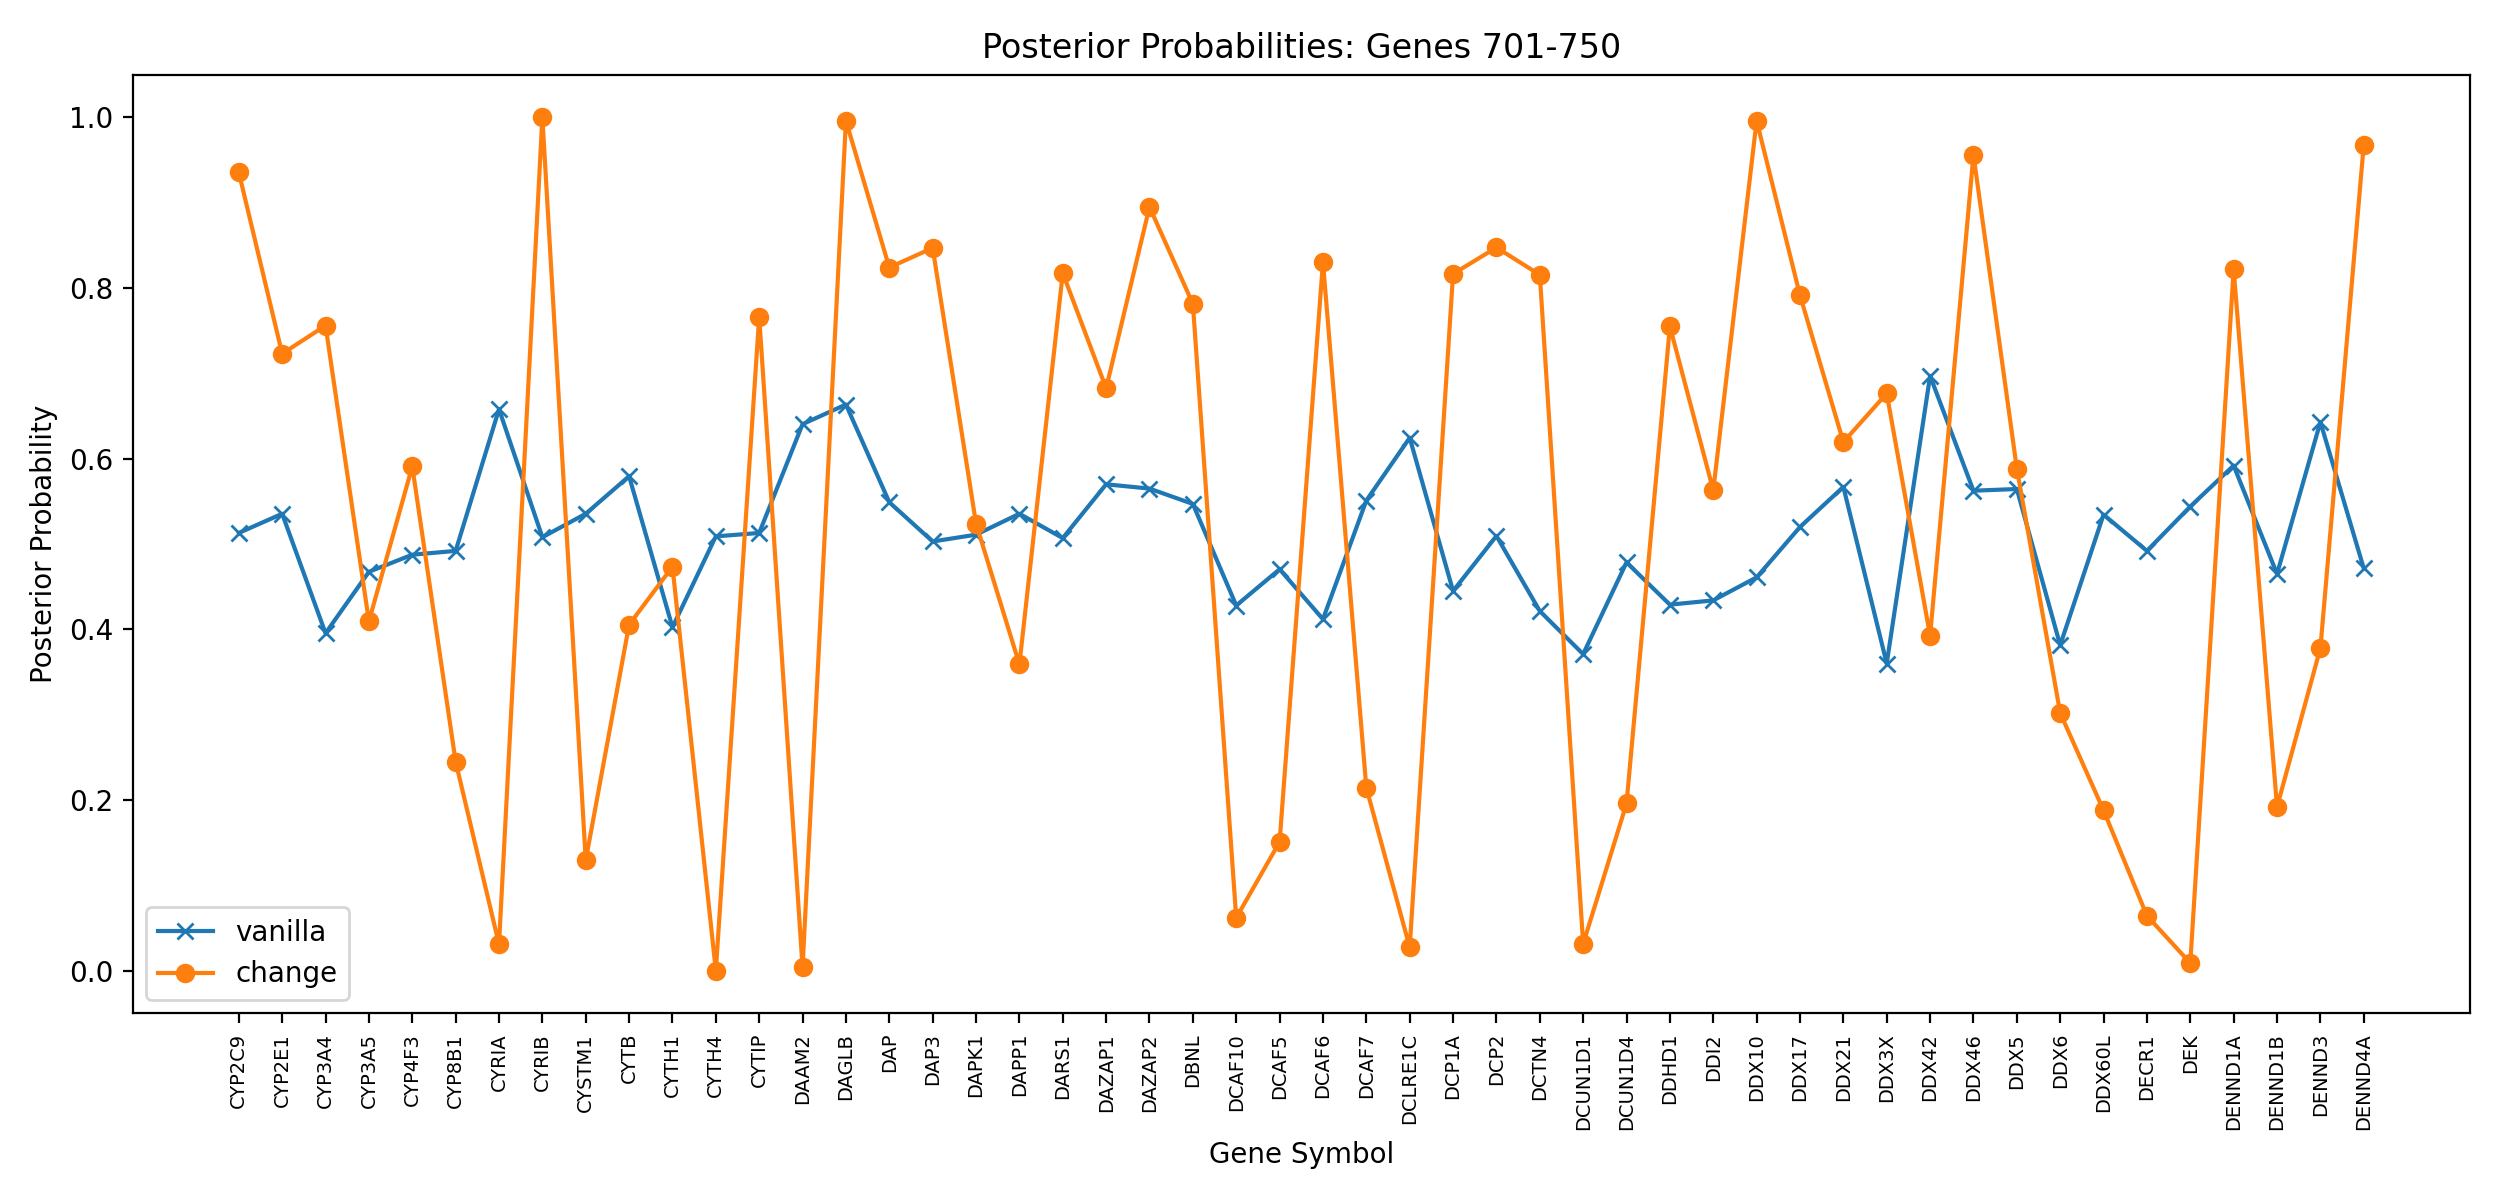 Posterior Probabilities: Genes 701-750
Posterior Probability
1.0
0.8
0.6
0.4
0.2
0.0
vanilla
change
CYP2C9
CYP2E1
CYP3A4
CYP3A5
CYP4F3
CYP8B1
CYRIA
CYRIB
CYSTM1
CYTB
CYTH1
CYTH4
CYTIP
DAAM2
DAGLB
DAP
DAP3
DAPK1
DAPP1
DARS1
DAZAP1
DAZAP2
DBNL
DCAF10
DCAF5
DCAF6
DCAF7
DCLRE1C
DCP1A
DCP2
DCTN4
DCUN1D1
DCUN1D4
DDHD1
DDI2
DDX10
DDX17
DDX21
DDX3X
DDX42
DDX46
DDX5
DDX6
DDX60L
DECR1
DEK
DENND1A
DENND1B
DENND3
DENND4A
Gene Symbol